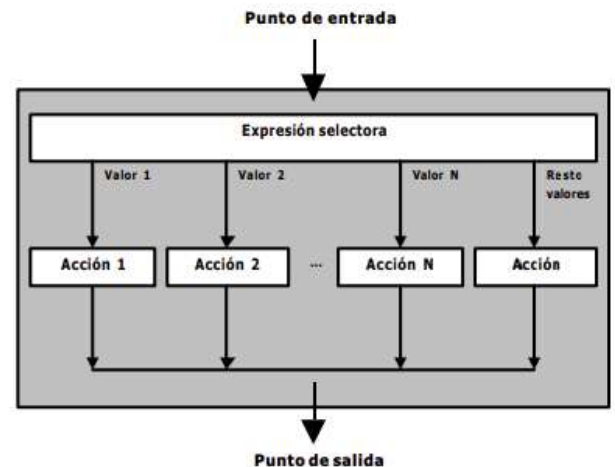 Punto de entrada
Expresión selectora
Valor 1
Valor 2
Valor N
Resto
valores
Acción 1
Acción 2
...
Acción N
Acción
Punto de salida